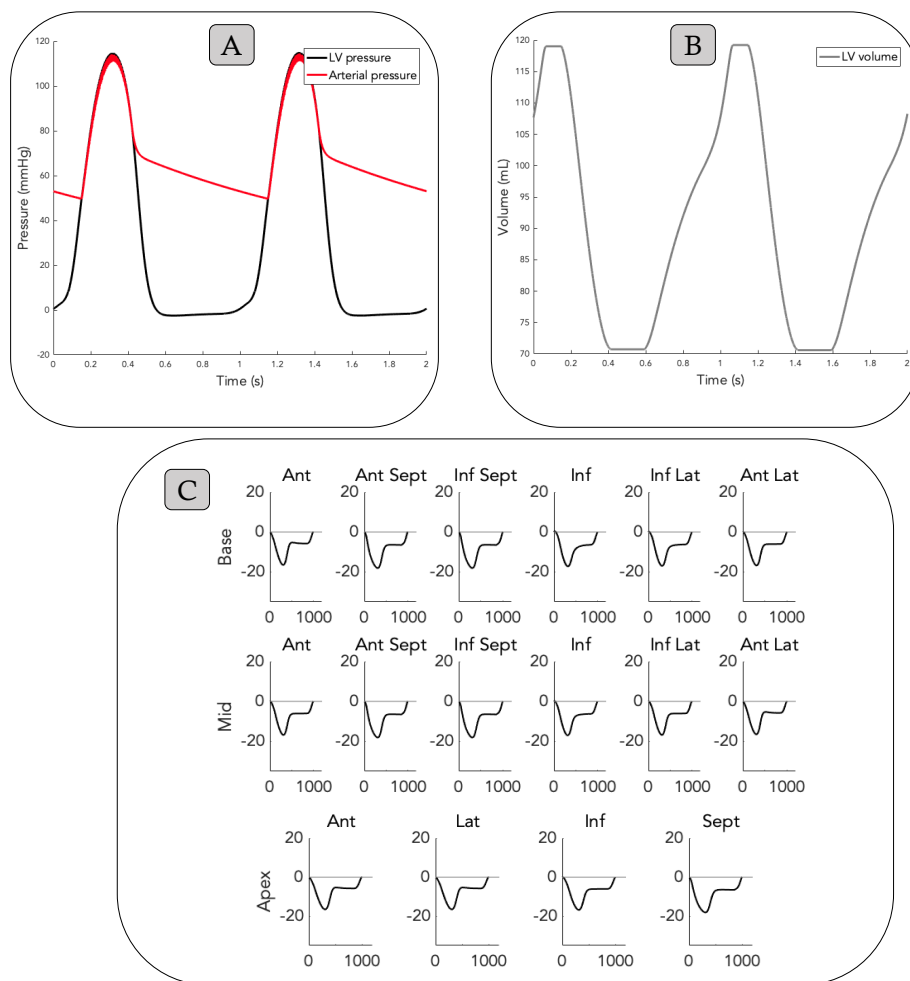 A
LV pressure
Arterial pressure
Pressure (mmHg)
120
100
80
60
40
20
0
-20
0 0.2 0.4 0.6 0.8 1 1.2 1.4 1.6 1.8 2
Time (s)
B
LV volume
Volume (mL)
120
115
110
105
100
95
90
85
80
75
70
0 0.2 0.4 0.6 0.8 1 1.2 1.4 1.6 1.8 2
Time (s)
C
Ant Ant Sept Inf Sept Inf Inf Lat Ant Lat
Base
20 20 20 20 20 20
0 0 0 0 0 0
-20 -20 -20 -20 -20 -20
0 1000 0 1000 0 1000 0 1000 0 1000 0 1000
Ant Ant Sept Inf Sept Inf Inf Lat Ant Lat
Mid
20 20 20 20 20 20
0 0 0 0 0 0
-20 -20 -20 -20 -20 -20
0 1000 0 1000 0 1000 0 1000 0 1000 0 1000
Ant Lat Inf Sept
Apex
20 20 20 20
0 0 0 0
-20 -20 -20 -20
0 1000 0 1000 0 1000 0 1000